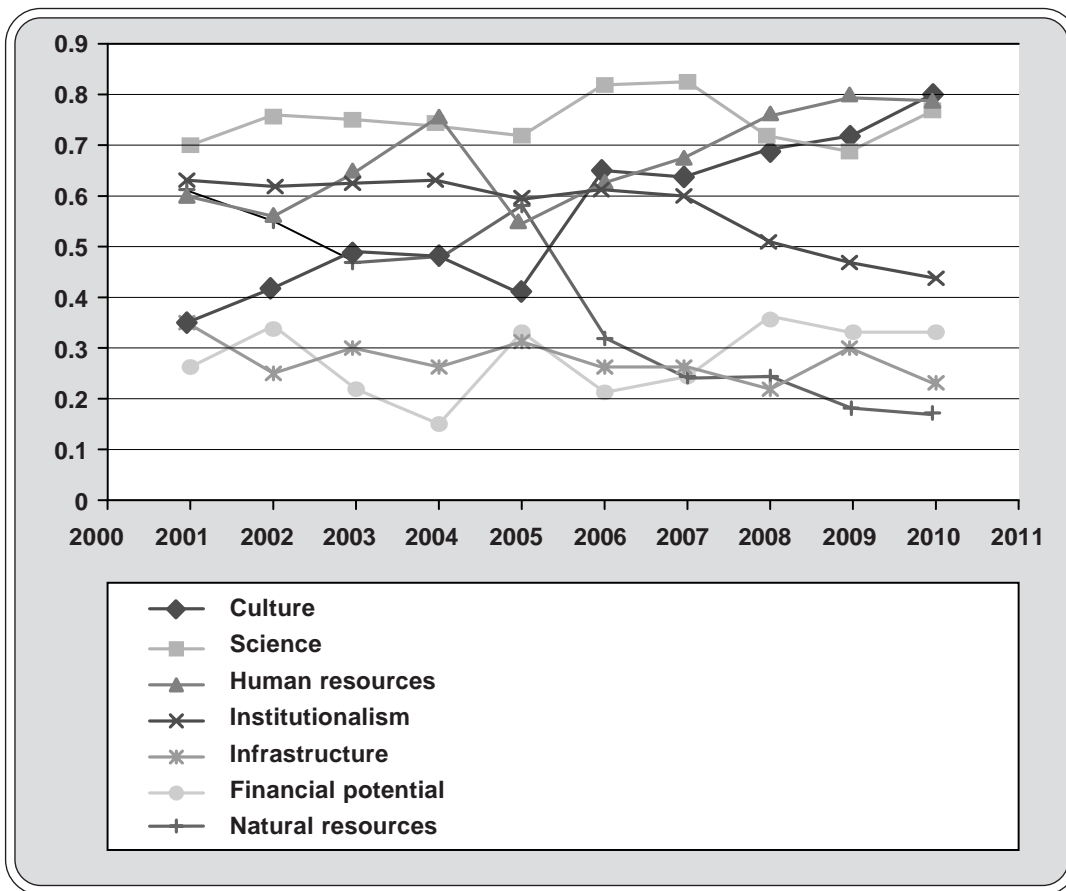 0.9
0.8
0.7
0.6
0.5
0.4
0.3
0.2
0.1
0
2000 2001 2002 2003 2004 2005 2006 2007 2008 2009 2010 2011
Culture
Science
Human resources
Institutionalism
Infrastructure
Financial potential
Natural resources